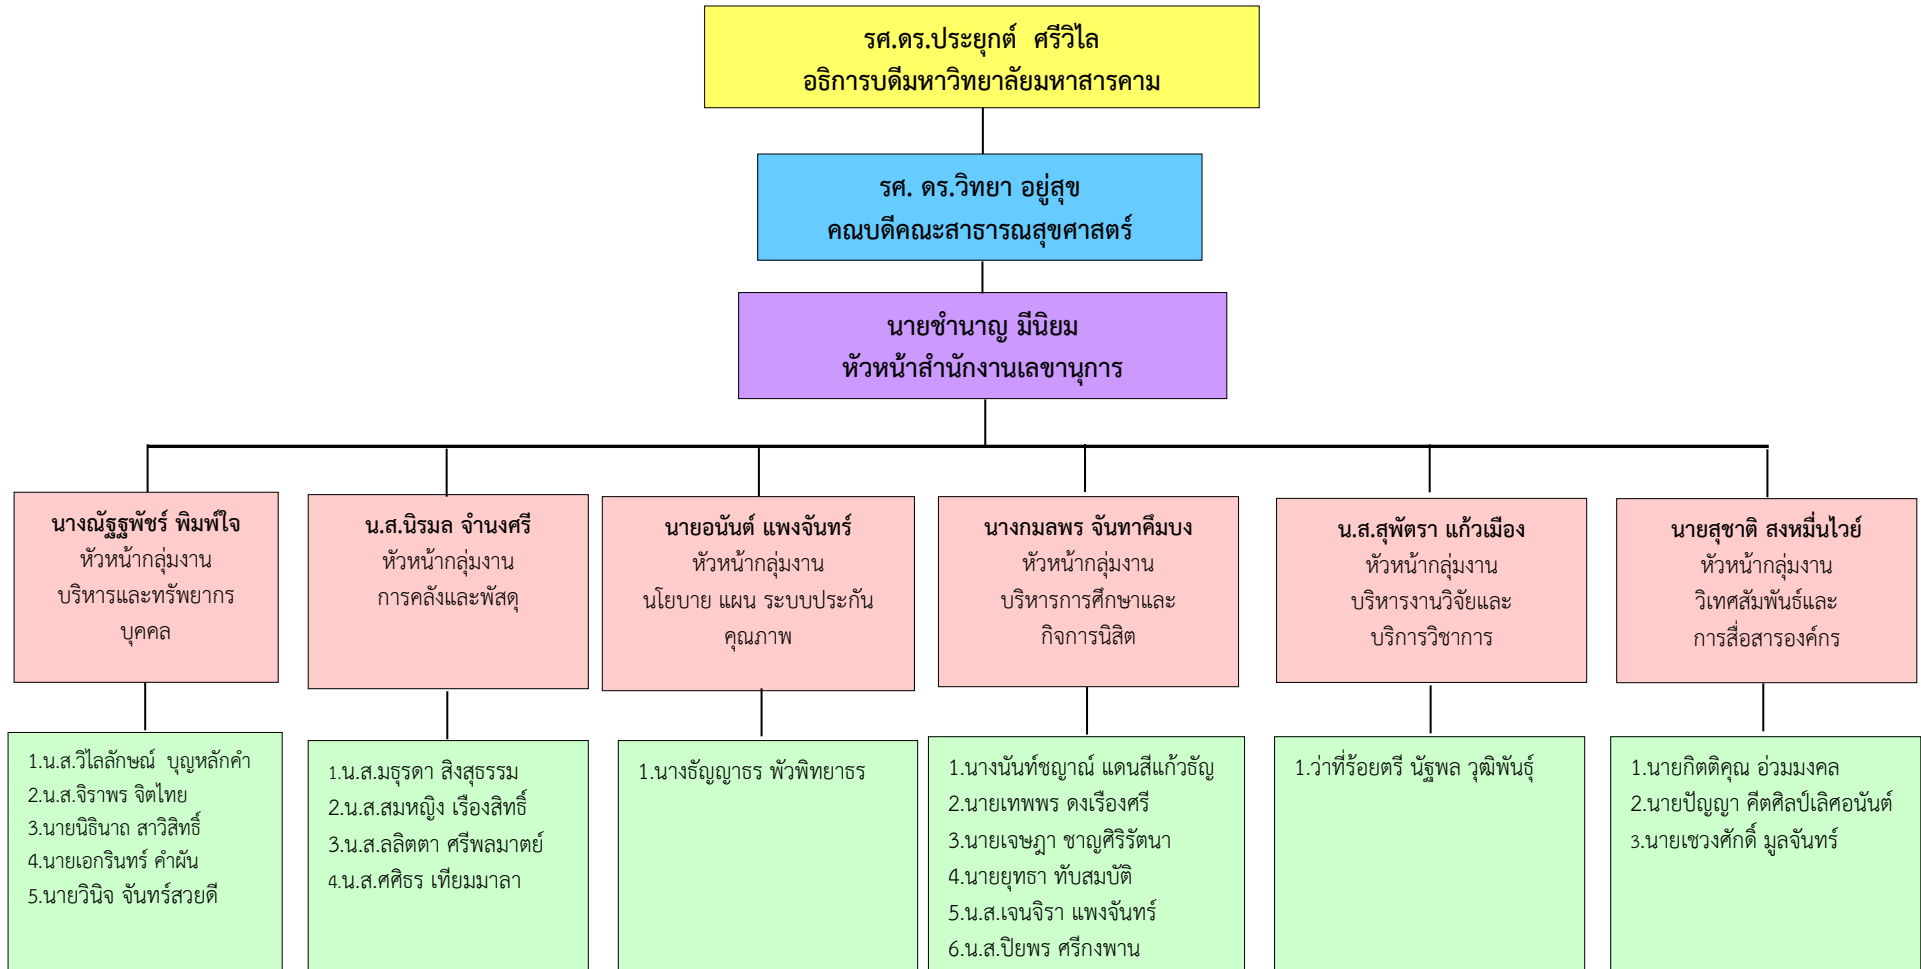 รศ.ดร.ประยุกต์  ศรีวิไล
อธิการบดีมหาวิทยาลัยมหาสารคาม
รศ. ดร.วิทยา อยู่สุข
คณบดีคณะสาธารณสุขศาสตร์
นายชำนาญ มีนิยม
หัวหน้าสำนักงานเลขานุการ
นางณัฐฐพัชร์ พิมพ์ใจ
หัวหน้ากลุ่มงาน
บริหารและทรัพยากร
บุคคล
น.ส.นิรมล จำนงศรี
หัวหน้ากลุ่มงาน
การคลังและพัสดุ
นายอนันต์ แพงจันทร์
หัวหน้ากลุ่มงาน
นโยบาย แผน ระบบประกัน
คุณภาพ
นางกมลพร จันทาคึมบง
หัวหน้ากลุ่มงาน
บริหารการศึกษาและ
กิจการนิสิต
น.ส.สุพัตรา แก้วเมือง
หัวหน้ากลุ่มงาน
บริหารงานวิจัยและ
บริการวิชาการ
นายสุชาติ สงหมื่นไวย์
หัวหน้ากลุ่มงาน
วิเทศสัมพันธ์และ
การสื่อสารองค์กร
1.น.ส.วิไลลักษณ์  บุญหลักคำ
2.น.ส.จิราพร จิตไทย
3.นายนิธินาถ สาวิสิทธิ์
4.นายเอกรินทร์ คำผัน
5.นายวินิจ จันทร์สวยดี
1.น.ส.มธุรดา สิงสุธรรม
2.น.ส.สมหญิง เรืองสิทธิ์
3.น.ส.ลลิตตา ศรีพลมาตย์
4.น.ส.ศศิธร เทียมมาลา
1.นางธัญญาธร พัวพิทยาธร
1.นางนันท์ชญาณ์ แดนสีแก้วธัญ
2.นายเทพพร ดงเรืองศรี
3.นายเจษฎา ชาญศิริรัตนา
4.นายยุทธา ทับสมบัติ
5.น.ส.เจนจิรา แพงจันทร์
6.น.ส.ปิยพร ศรีกงพาน
1.ว่าที่ร้อยตรี นัฐพล วุฒิพันธุ์
1.นายกิตติคุณ อ่วมมงคล
2.นายปัญญา คีตศิลป์เลิศอนันต์
3.นายเชวงศักดิ์ มูลจันทร์